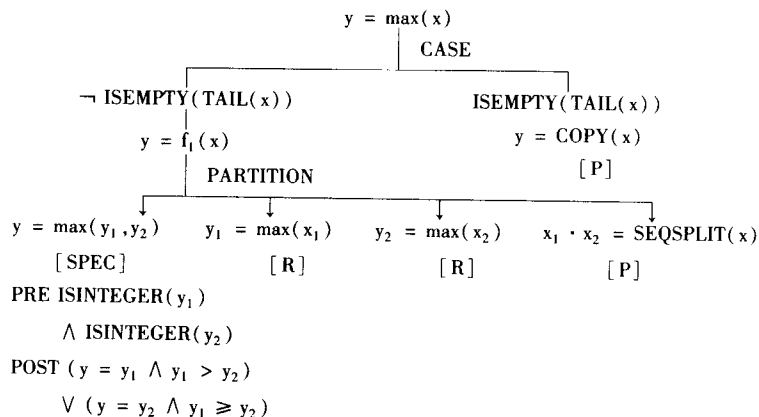 y = max(x)
CASE
¬ ISEMPTY(TAIL(x)) ISEMPTY(TAIL(x))
y = f₁(x) y = COPY(x)
[P]
PARTITION
y = max(y₁,y₂) y₁ = max(x₁) y₂ = max(x₂) x₁ · x₂ = SEQSPLIT(x)
[SPEC] [R] [R] [P]
PRE ISINTEGER(y₁)
∧ ISINTEGER(y₂)
POST (y = y₁ ∧ y₁ > y₂)
∨ (y = y₂ ∧ y₁ ⩾ y₂)